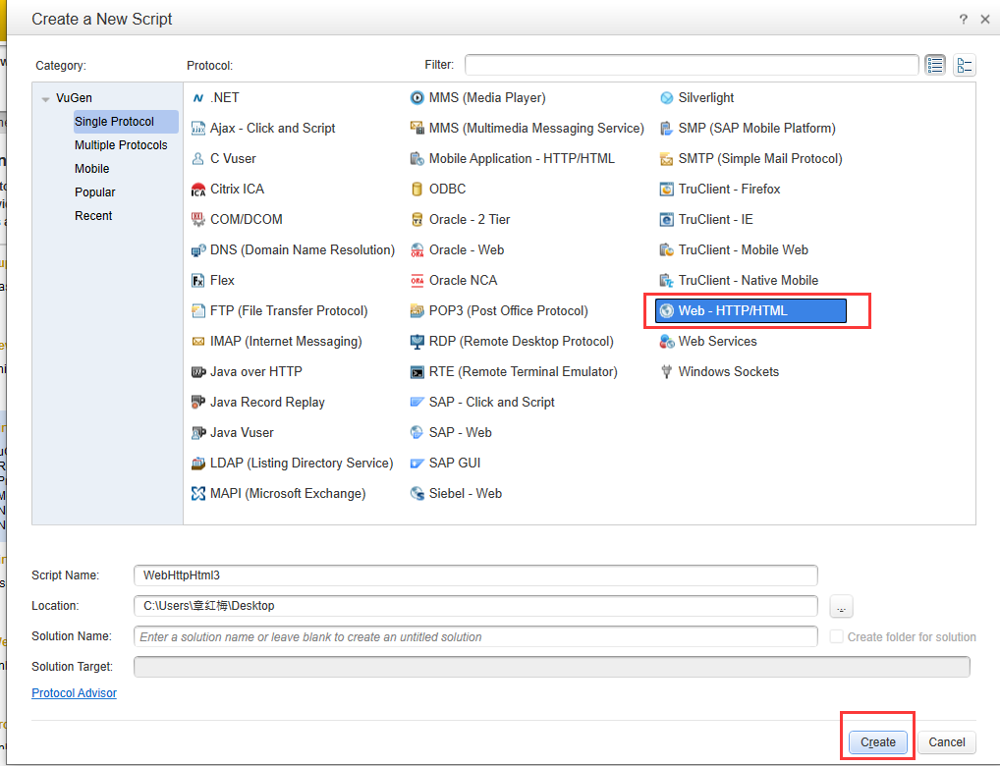 Create a New Script
?
Category:
Protocol:
Filter:
VuGen
Single Protocol
Multiple Protocols
Mobile
Popular
Recent
.NET
Ajax - Click and Script
C Vuser
Citrix ICA
COM/DCOM
DNS (Domain Name Resolution)
Flex
FTP (File Transfer Protocol)
IMAP (Internet Messaging)
Java over HTTP
Java Record Replay
Java Vuser
LDAP (Listing Directory Service)
MAPI (Microsoft Exchange)
MMS (Media Player)
MMS (Multimedia Messaging Service)
Mobile Application - HTTP/HTML
ODBC
Oracle - 2 Tier
Oracle - Web
Oracle NCA
POP3 (Post Office Protocol)
RDP (Remote Desktop Protocol)
RTE (Remote Terminal Emulator)
SAP - Click and Script
SAP - Web
SAP GUI
Siebel - Web
Silverlight
SMP (SAP Mobile Platform)
SMTP (Simple Mail Protocol)
TruClient - Firefox
TruClient - IE
TruClient - Mobile Web
TruClient - Native Mobile
Web - HTTP/HTML
Web Services
Windows Sockets
Script Name:
WebHttpHtml3
Location:
C:\Users\章红梅\Desktop
...
Solution Name:
Enter a solution name or leave blank to create an untitled solution
Create folder for solution
Solution Target:
Protocol Advisor
Create
Cancel